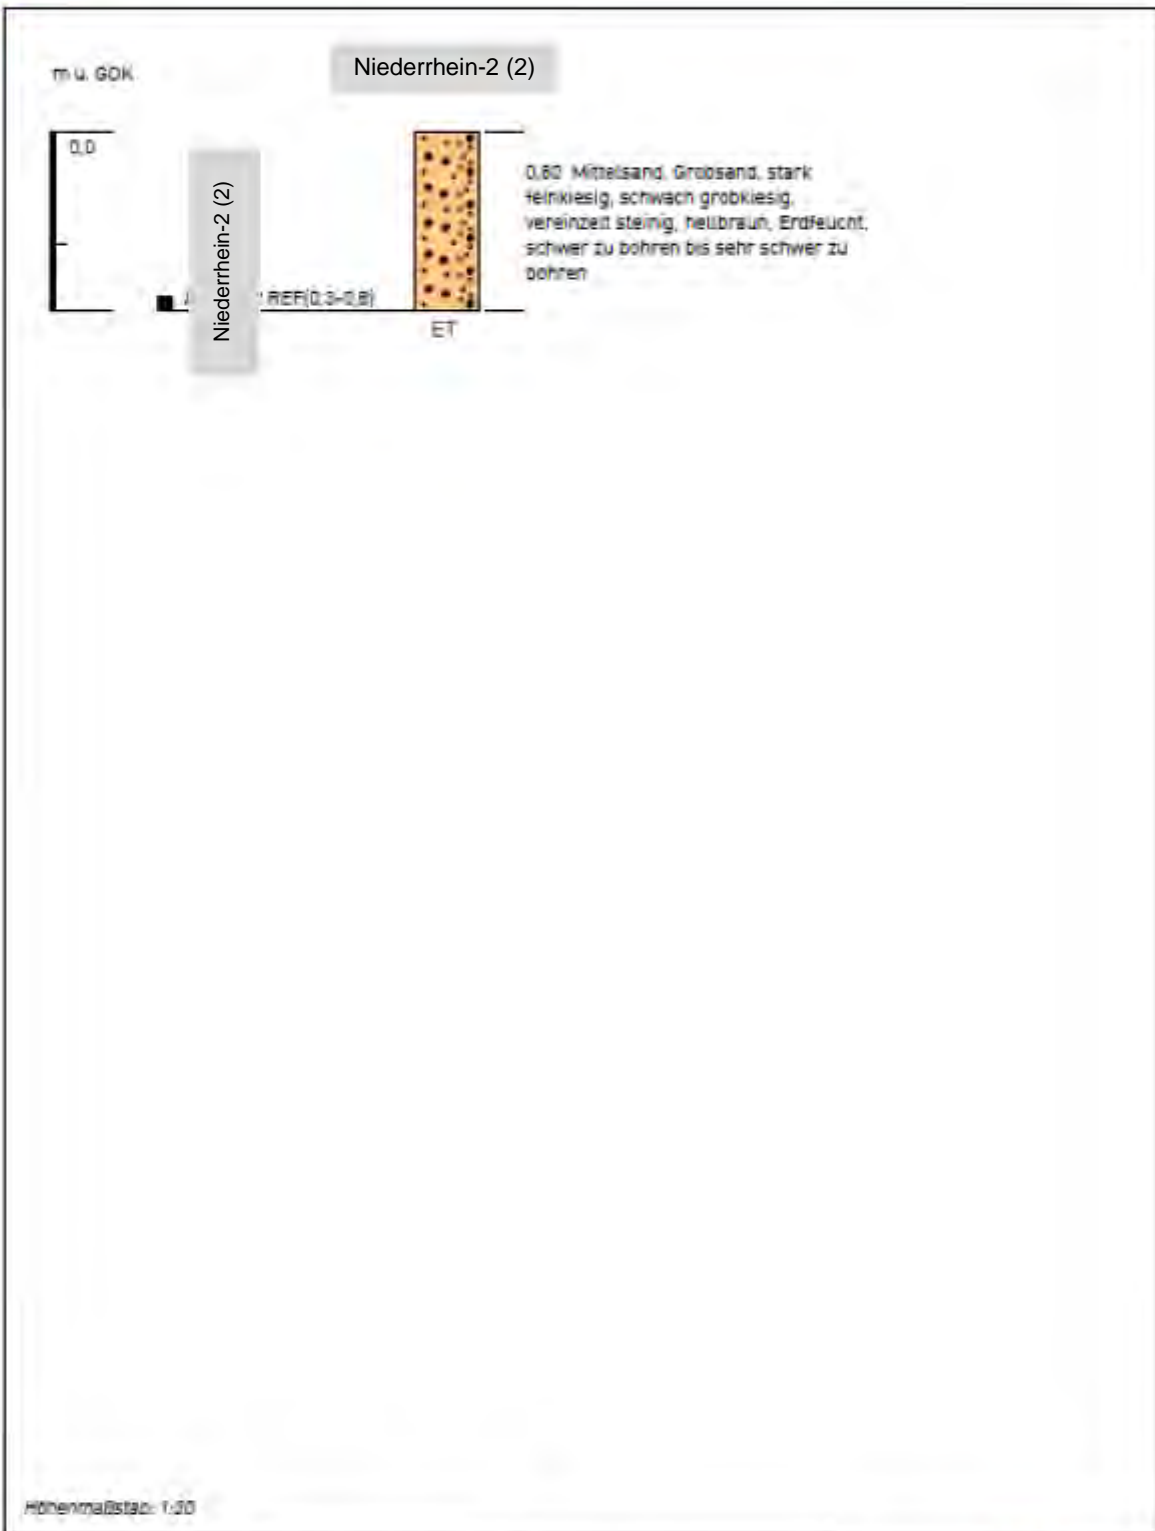 m u. GOK
Niederrhein-2 (2)
0,0
Niederrhein-2 (2)
REF(0,3-0,8)
0,80 Mittelsand, Grobsand, stark
feinkiesig, schwach grobkiesig,
vereinzelt steinig, hellbraun, Erdfeucht,
schwer zu bohren bis sehr schwer zu
bohren
ET
Höhenmaßstab: 1:20